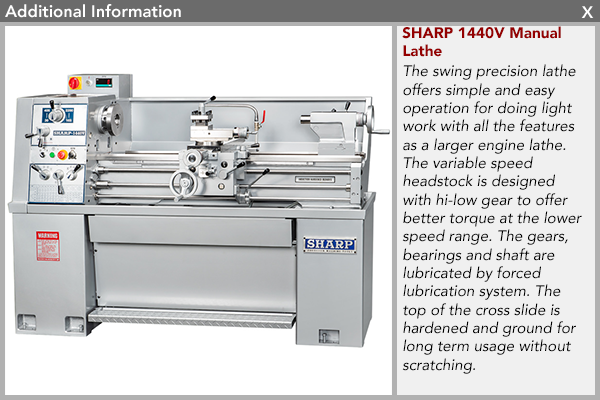 Additional Information
X
SHARP 1440V Manual
Lathe
The swing precision lathe
offers simple and easy
operation for doing light
work with all the features
as a larger engine lathe.
The variable speed
headstock is designed
with hi-low gear to offer
better torque at the lower
speed range. The gears,
bearings and shaft are
lubricated by forced
lubrication system. The
top of the cross slide is
hardened and ground for
long term usage without
scratching.
SHARP-1440V
WARNING
SHARP